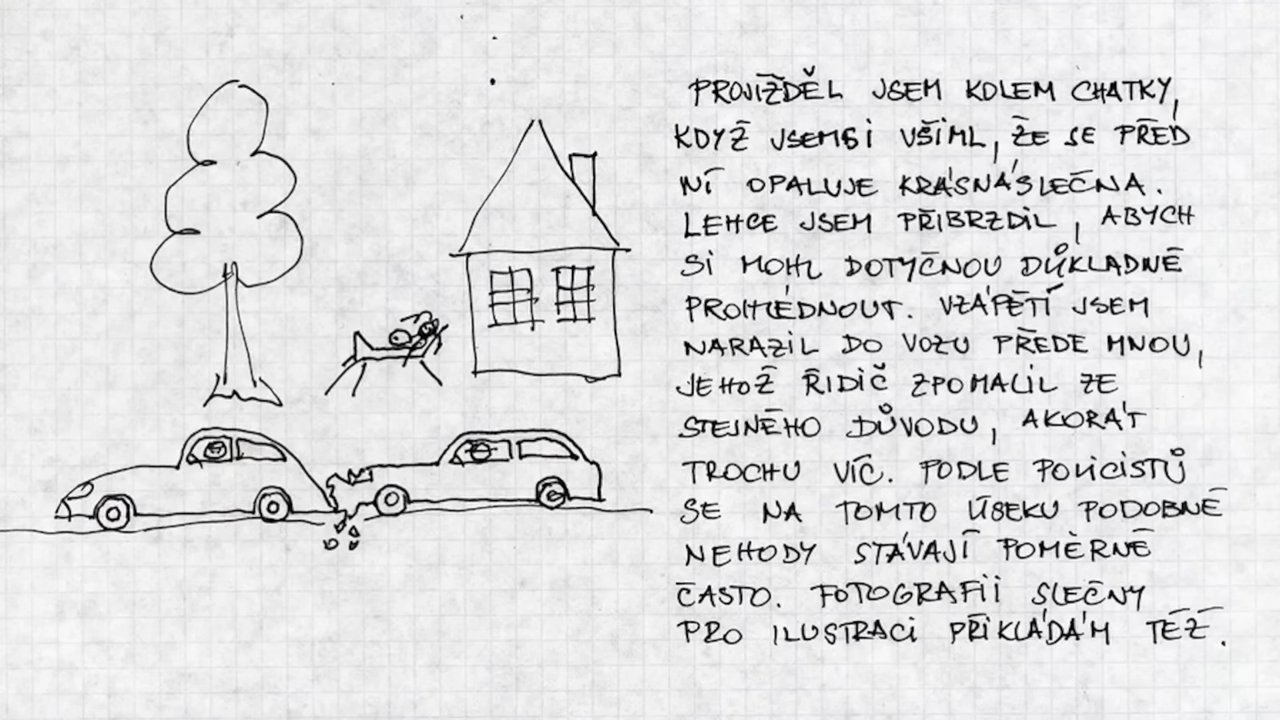 PROJÍŽDĚL JSEM KOLEM CHATKY,
KDYŽ JSEM SI VŠIML, ŽE SE PŘED
NÍ OPALUJE KRÁSNÁ SLEČNA.
LEHCE JSEM PŘIBRZDIL, ABYCH
SI MOHL DOTYČNOU DŮKLADNĚ
PROHLÉDNOUT. VZÁPĚTÍ JSEM
NARAZIL DO VOZU PŘEDE MNOU,
JEHOŽ ŘIDIČ ZPOMALIL ZE
STEJNÉHO DŮVODU, AKORÁT
TROCHU VÍC. PODLE POLICISTŮ
SE NA TOMTO ÚSEKU PODOBNÉ
NEHODY STÁVAJÍ POMĚRNĚ
ČASTO. FOTOGRAFII SLEČNY
PRO ILUSTRACI PŘIKLÁDÁM TÉŽ.